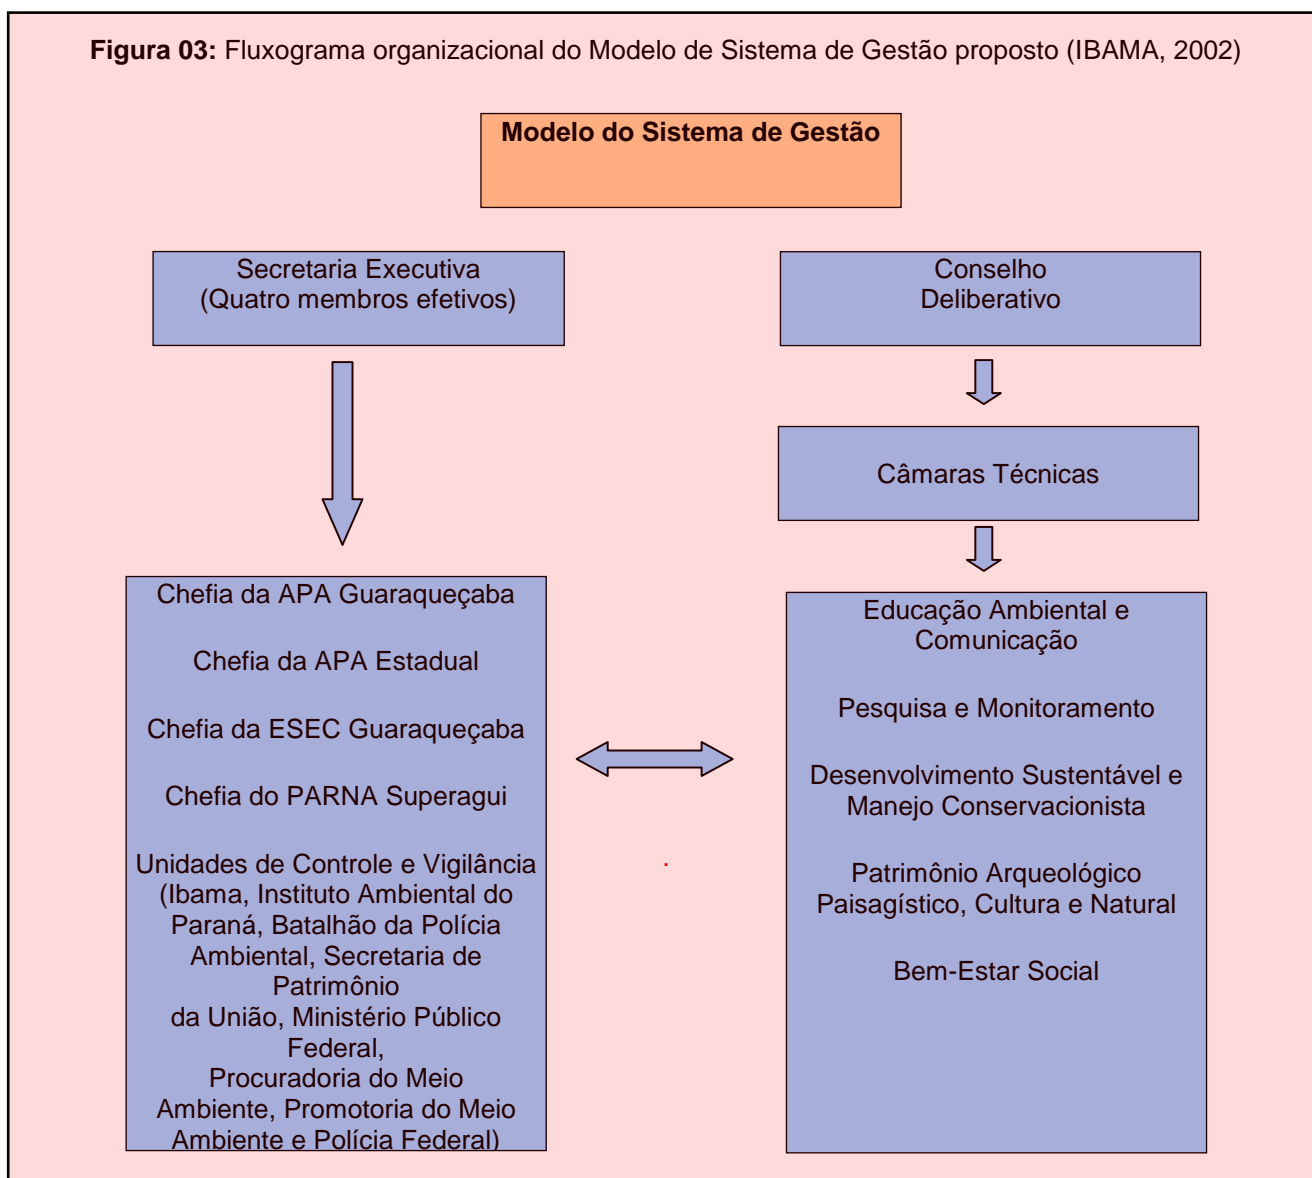 Figura 03: Fluxograma organizacional do Modelo de Sistema de Gestão proposto (IBAMA, 2002)
Modelo do Sistema de Gestão
Secretaria Executiva
(Quatro membros efetivos)
Conselho
Deliberativo
Câmaras Técnicas
Chefia da APA Guaraqueçaba
Chefia da APA Estadual
Chefia da ESEC Guaraqueçaba
Chefia do PARNA Superagui
Unidades de Controle e Vigilância
(Ibama, Instituto Ambiental do
Paraná, Batalhão da Polícia
Ambiental, Secretaria de
Patrimônio
da União, Ministério Público
Federal,
Procuradoria do Meio
Ambiente, Promotoria do Meio
Ambiente e Polícia Federal)
Educação Ambiental e
Comunicação
Pesquisa e Monitoramento
Desenvolvimento Sustentável e
Manejo Conservacionista
Patrimônio Arqueológico
Paisagístico, Cultura e Natural
Bem-Estar Social